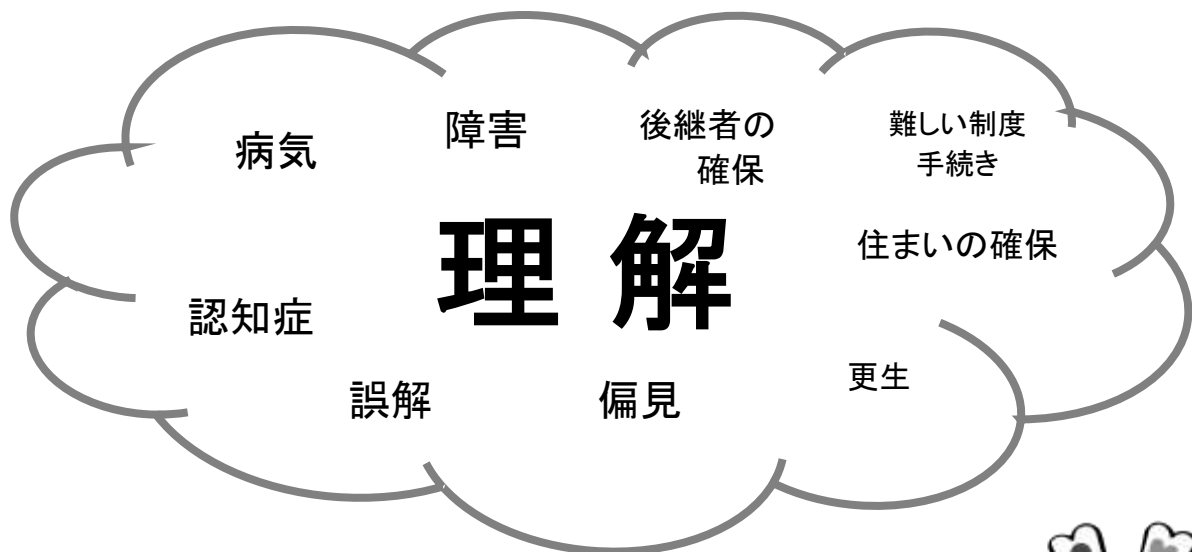 病気
障害
後継者の
確保
難しい制度
手続き
理解
住まいの確保
認知症
誤解
偏見
更生